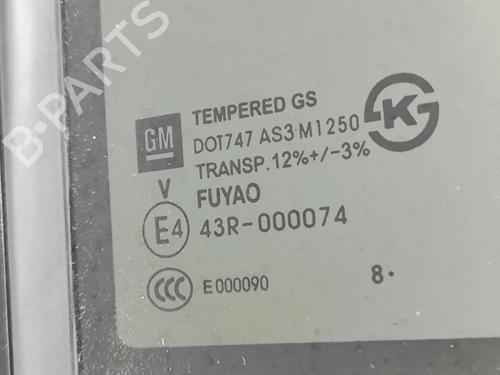 B-PARTS
TEMPERED GS
GM
DOT747 AS3 M1250
TRANSP.12%+/-3%
V
FUYAO
E4
43R-000074
CCC
E000090
8.
K